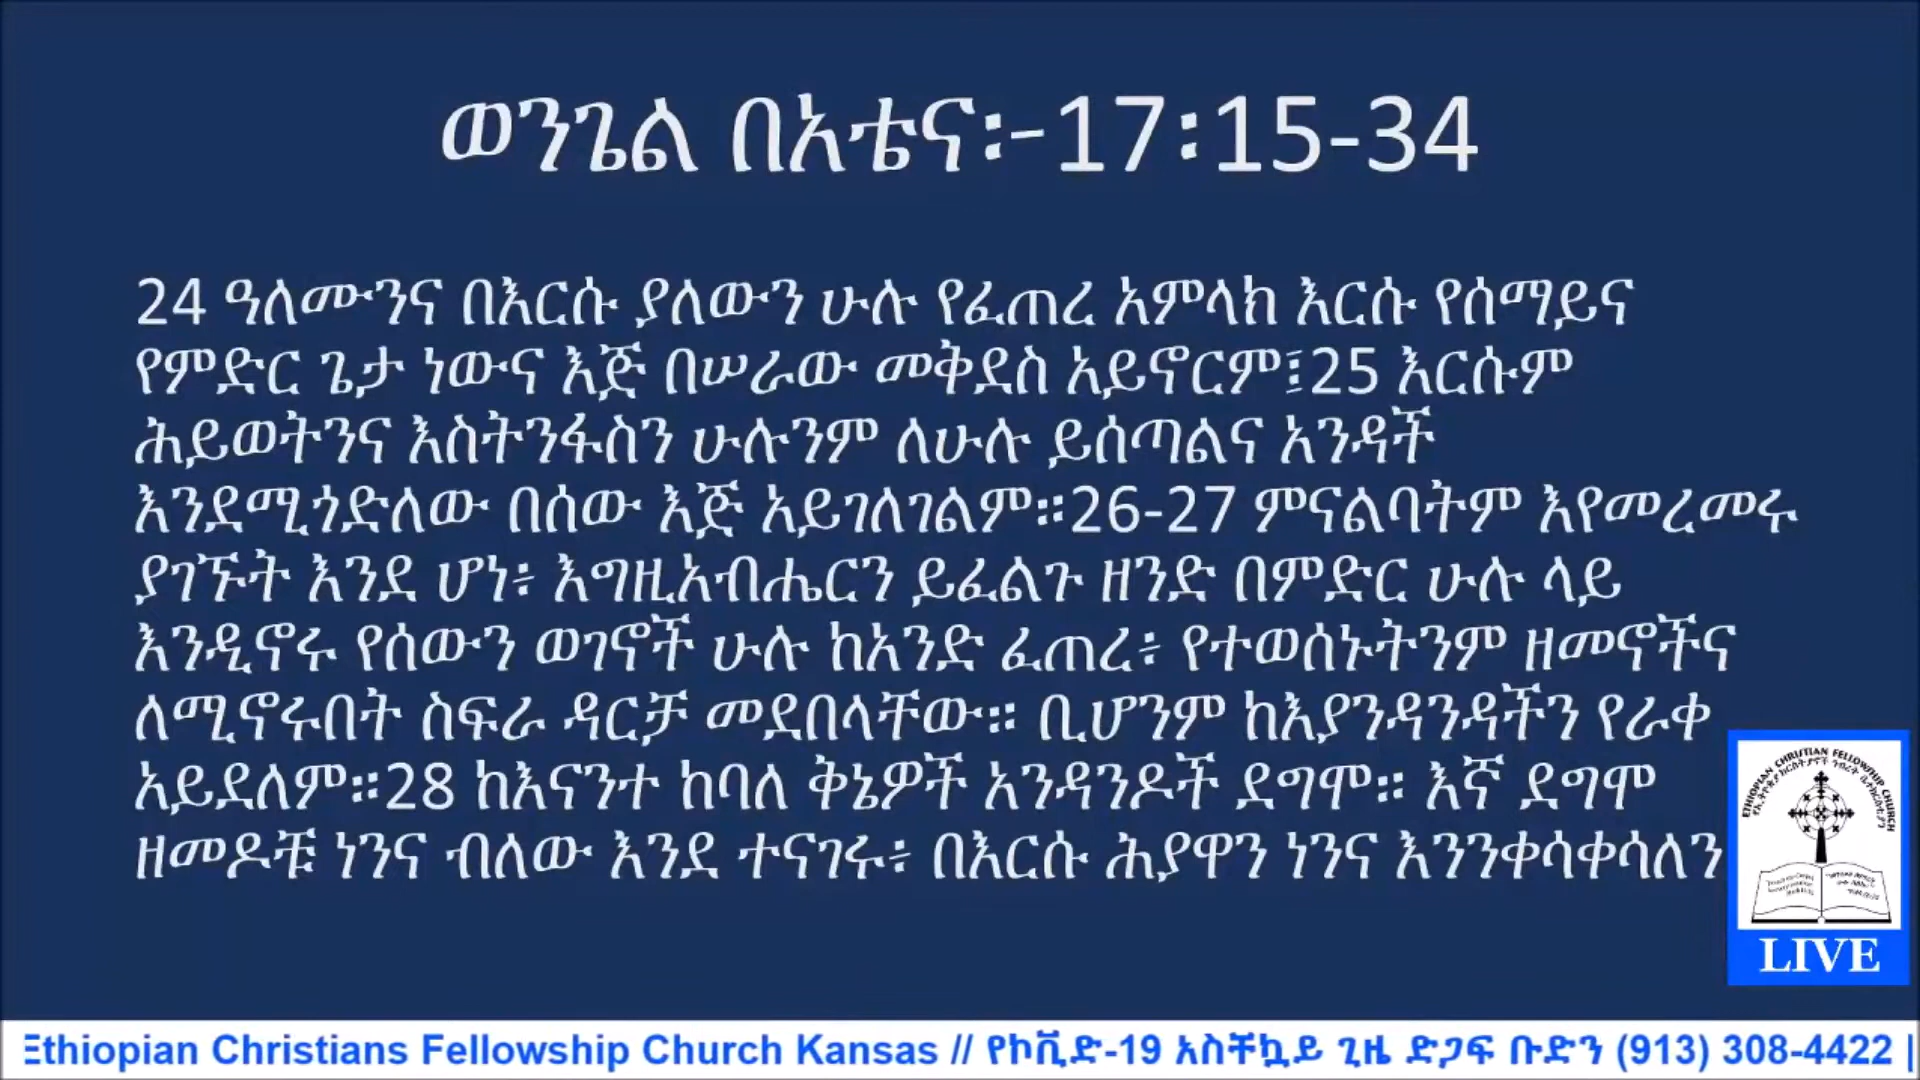 ወንጌል በአቴና፡-17፡15-34
24 ዓለሙንና በእርሱ ያለውን ሁሉ የፈጠረ አምላክ እርሱ የሰማይና
የምድር ጌታ ነውና እጅ በሠራው መቅደስ አይኖርም፤25 እርሱም
ሕይወትንና እስትንፋስን ሁሉንም ለሁሉ ይሰጣልና አንዳች
እንደሚጎድለው በሰው እጅ አይገለገልም።26-27 ምናልባትም እየመረመሩ
ያገኙት እንደ ሆነ፥ እግዚአብሔርን ይፈልጉ ዘንድ በምድር ሁሉ ላይ
እንዲኖሩ የሰውን ወገኖች ሁሉ ከአንድ ፈጠረ፥ የተወሰኑትንም ዘመኖችና
ለሚኖሩበት ስፍራ ዳርቻ መደበላቸው። ቢሆንም ከእያንዳንዳችን የራቀ
አይደለም።28 ከእናንተ ከባለ ቅኔዎች አንዳንዶች ደግሞ። እኛ ደግሞ
ዘመዶቹ ነንና ብለው እንደ ተናገሩ፥ በእርሱ ሕያዋን ነንና እንንቀሳቀሳለን
ETHIOPIAN CHRISTIAN FELLOWSHIP CHURCH
LIVE
Ethiopian Christians Fellowship Church Kansas // የኮቪድ-19 አስቸኳይ ጊዜ ድጋፍ ቡድን (913) 308-4422 |